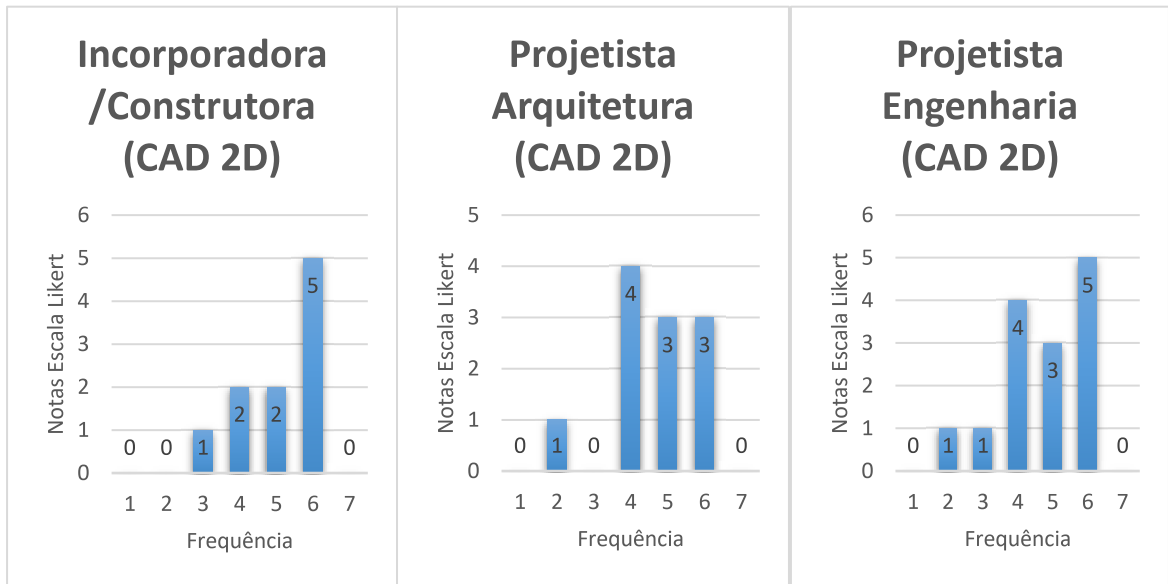 Incorporadora
/Construtora
(CAD 2D)
6
5
4
3
2
1
0
Notas Escala Likert
0 0 1 2 2 5 0
1 2 3 4 5 6 7
Frequência
Projetista
Arquitetura
(CAD 2D)
5
4
3
2
1
0
Notas Escala Likert
0 1 0 4 3 3 0
1 2 3 4 5 6 7
Frequência
Projetista
Engenharia
(CAD 2D)
6
5
4
3
2
1
0
Notas Escala Likert
0 1 1 4 3 5 0
1 2 3 4 5 6 7
Frequência